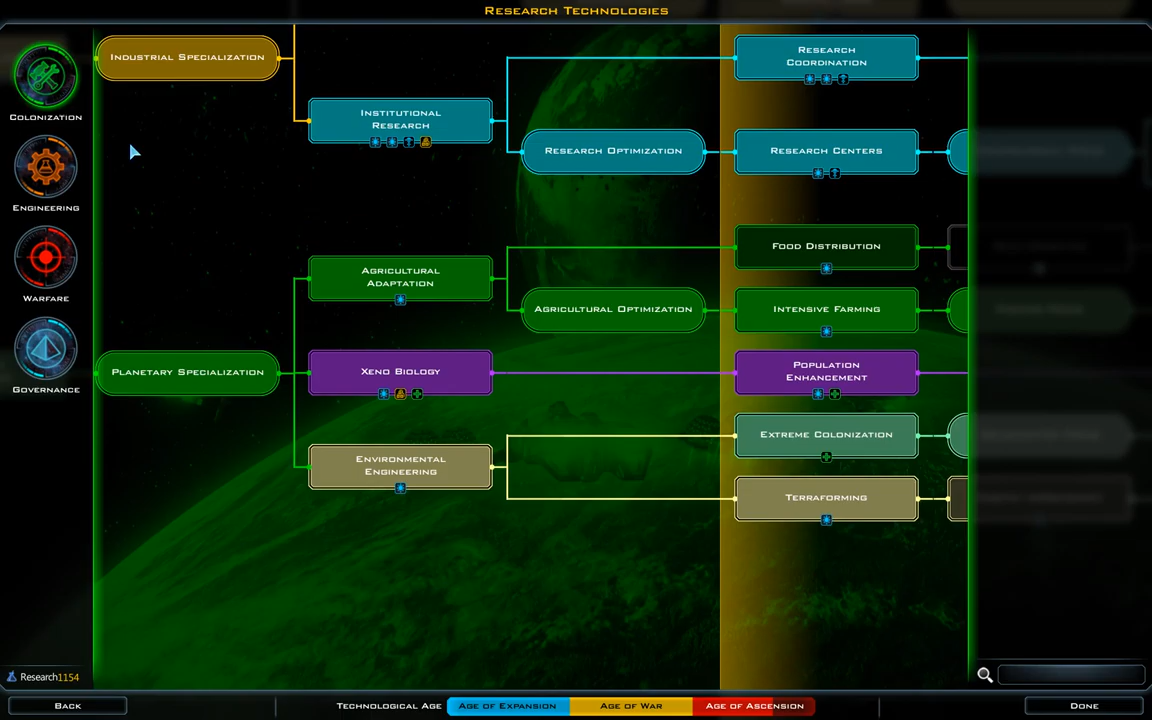 Research Technologies
Industrial Specialization
Research
Coordination
Colonization
Institutional
Research
Research Optimization
Research Centers
Engineering
Food Distribution
Agricultural
Adaptation
Warfare
Agricultural Optimization
Intensive Farming
Planetary Specialization
Xeno Biology
Population
Enhancement
Governance
Extreme Colonization
Environmental
Engineering
Terraforming
Research 1154
Back
Technological Age
Age of Expansion
Age of War
Age of Ascension
Done